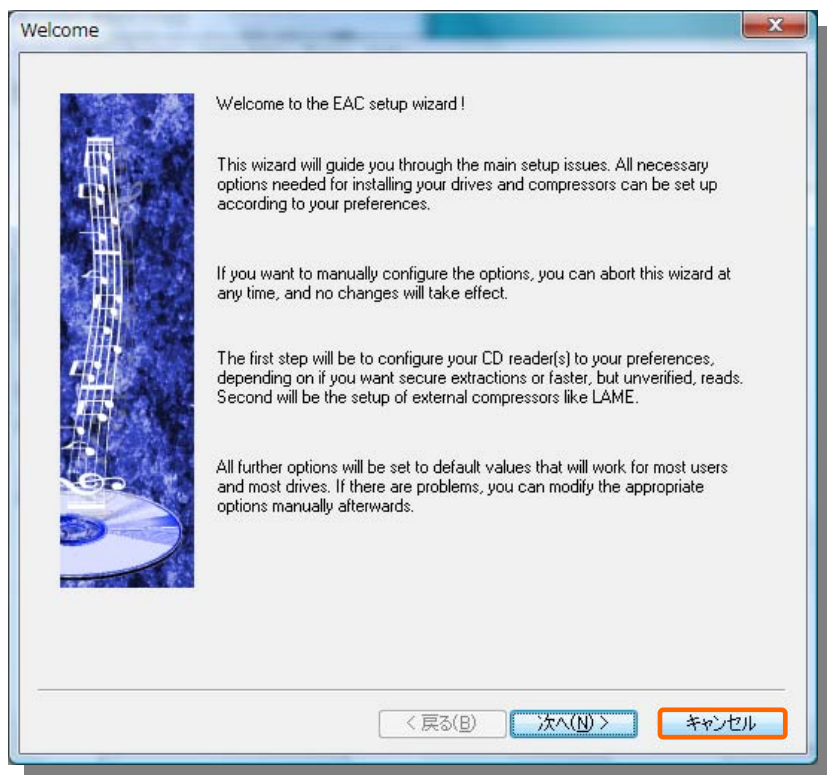 Welcome
Welcome to the EAC setup wizard !
This wizard will guide you through the main setup issues. All necessary
options needed for installing your drives and compressors can be set up
according to your preferences.
If you want to manually configure the options, you can abort this wizard at
any time, and no changes will take effect.
The first step will be to configure your CD reader(s) to your preferences,
depending on if you want secure extractions or faster, but unverified, reads.
Second will be the setup of external compressors like LAME.
All further options will be set to default values that will work for most users
and most drives. If there are problems, you can modify the appropriate
options manually afterwards.
< 戻る(B) 次へ(N) > キャンセル